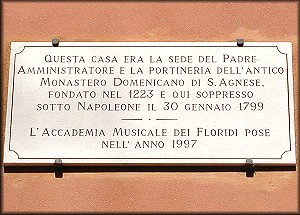 QUESTA CASA ERA LA SEDE DEL PADRE
AMMINISTRATORE E LA PORTINERIA DELL'ANTICO
MONASTERO DOMENICANO DI S. AGNESE,
FONDATO NEL 1223 E QUI SOPPRESSO
SOTTO NAPOLEONE IL 30 GENNAIO 1799
L'ACCADEMIA MUSICALE DEI FLORIDI POSE
NELL'ANNO 1997